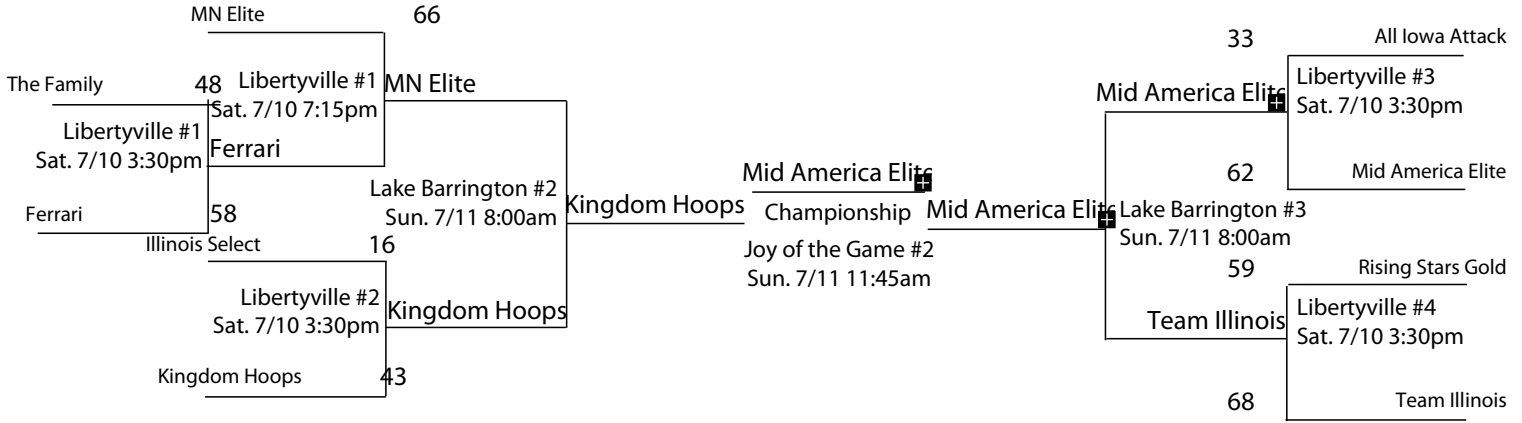 MN Elite 66
The Family 48
Libertyville #1
Sat. 7/10 7:15pm
MN Elite
Libertyville #1
Sat. 7/10 3:30pm
Ferrari
Ferrari 58
Illinois Select 16
Libertyville #2
Sat. 7/10 3:30pm
Kingdom Hoops
Kingdom Hoops 43
Lake Barrington #2
Sun. 7/11 8:00am
Kingdom Hoops
Mid America Elite
Championship
Joy of the Game #2
Sun. 7/11 11:45am
Mid America Elite
Lake Barrington #3
Sun. 7/11 8:00am
33 All Iowa Attack
Mid America Elite
Libertyville #3
Sat. 7/10 3:30pm
62 Mid America Elite
59 Rising Stars Gold
Team Illinois
Libertyville #4
Sat. 7/10 3:30pm
68 Team Illinois